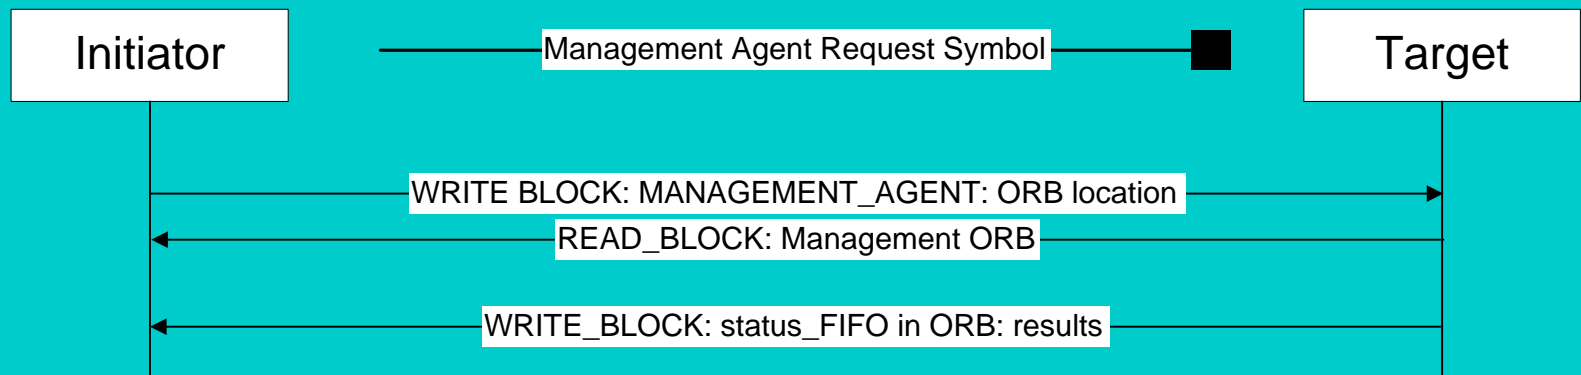 Initiator
Management Agent Request Symbol
Target
WRITE BLOCK: MANAGEMENT_AGENT: ORB location
READ_BLOCK: Management ORB
WRITE_BLOCK: status_FIFO in ORB: results